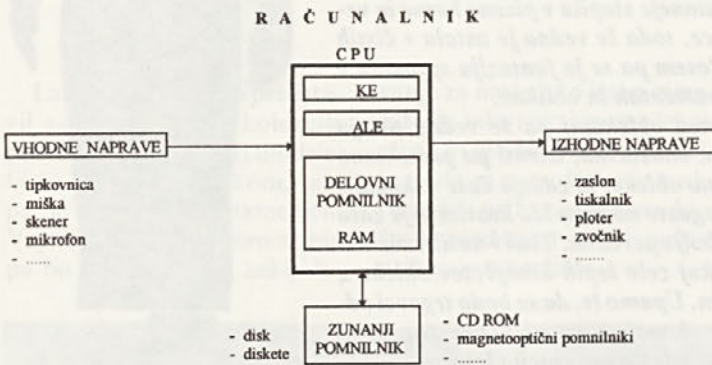 R A Č U N A L N I K
CPU
KE
ALE
VHODNE NAPRAVE
- tipkovnica
- miška
- skener
- mikrofon
- ......
DELOVNI
POMNILNIK
RAM
IZHODNE NAPRAVE
- zaslon
- tiskalnik
- ploter
- zvočnik
- ......
- disk
- diskete
ZUNANJI
POMNILNIK
- CD ROM
- magnetooptični pomnilniki
- .......